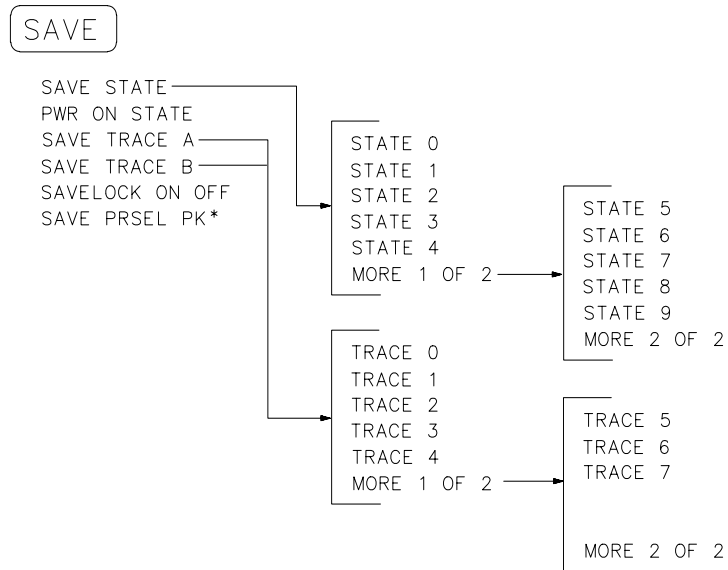 SAVE
SAVE STATE
PWR ON STATE
SAVE TRACE A
SAVE TRACE B
SAVELOCK ON OFF
SAVE PRSEL PK*
STATE 0
STATE 1
STATE 2
STATE 3
STATE 4
MORE 1 OF 2
STATE 5
STATE 6
STATE 7
STATE 8
STATE 9
MORE 2 OF 2
TRACE 0
TRACE 1
TRACE 2
TRACE 3
TRACE 4
MORE 1 OF 2
TRACE 5
TRACE 6
TRACE 7
MORE 2 OF 2